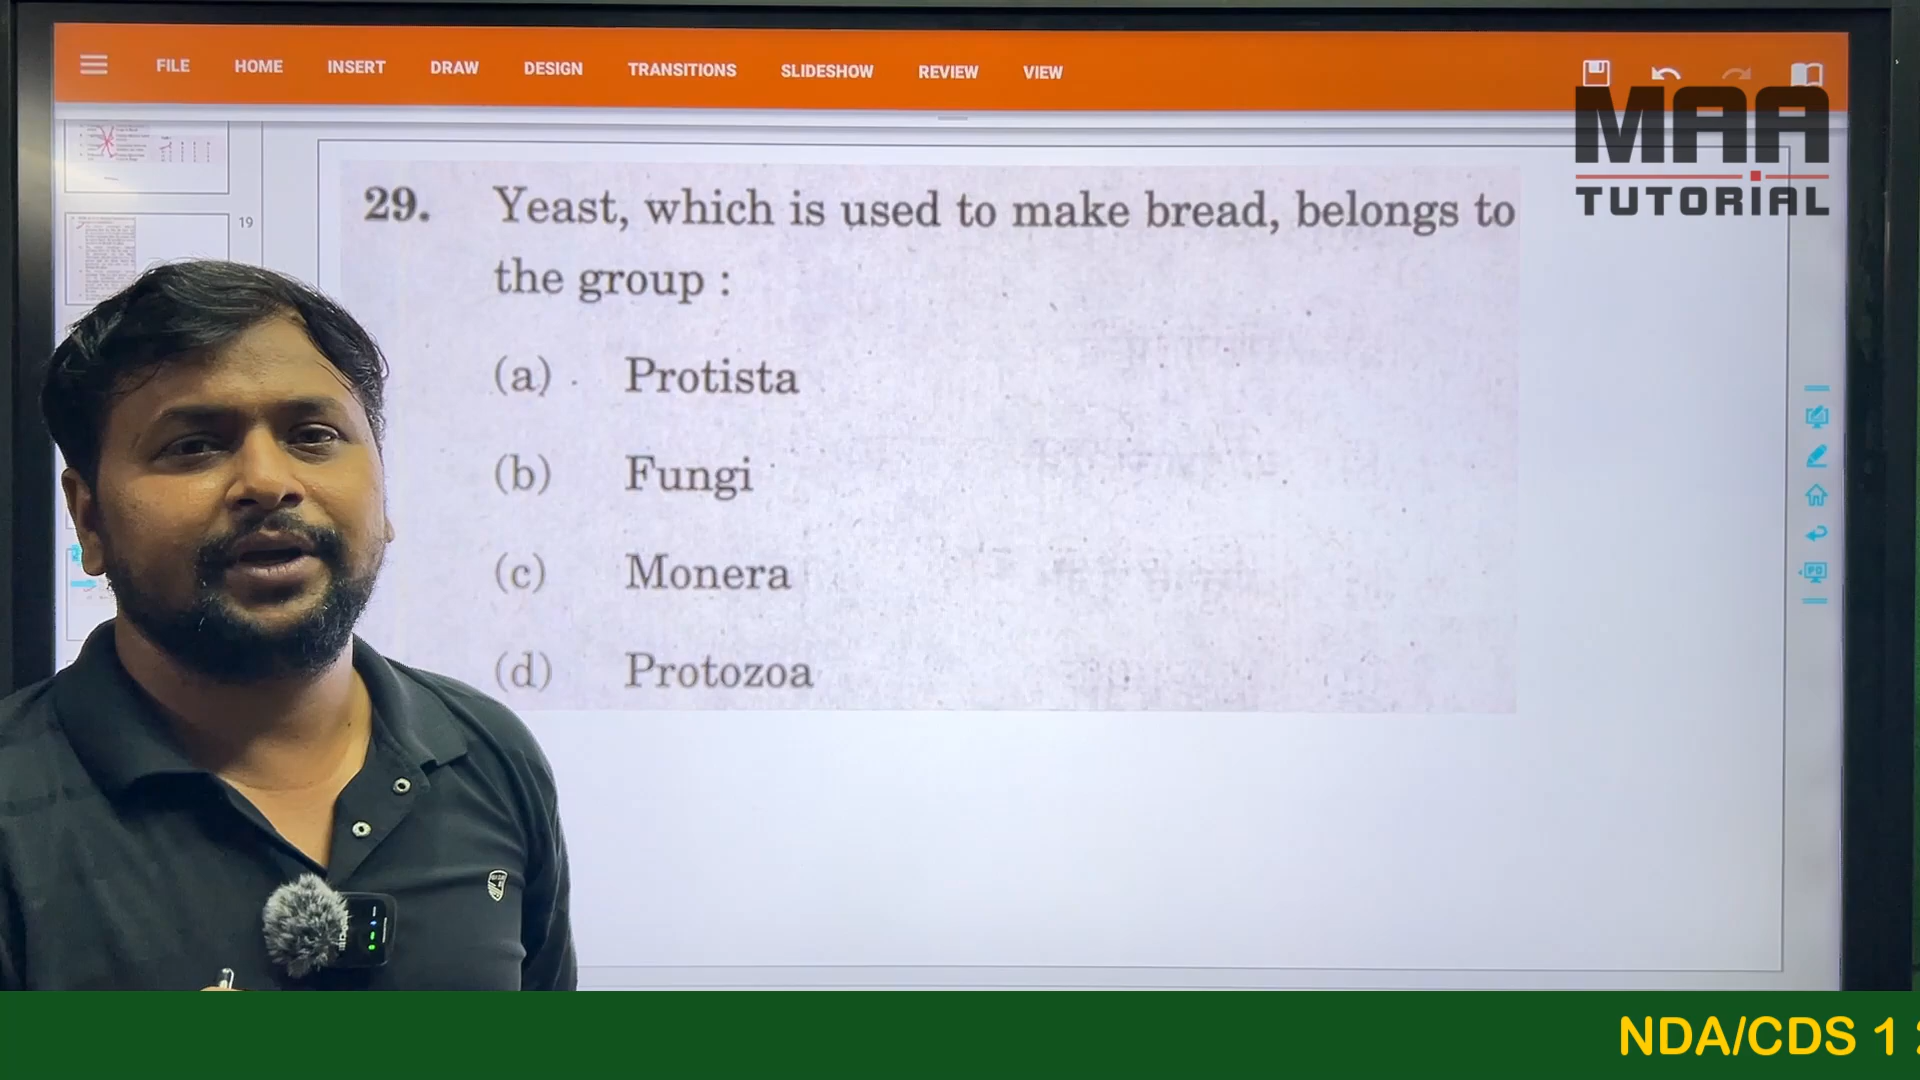 FILE HOME INSERT DRAW DESIGN TRANSITIONS SLIDESHOW REVIEW VIEW
MAA
TUTORIAL
19
29. Yeast, which is used to make bread, belongs to
the group :
(a) Protista
(b) Fungi
(c) Monera
(d) Protozoa
NDA/CDS 1